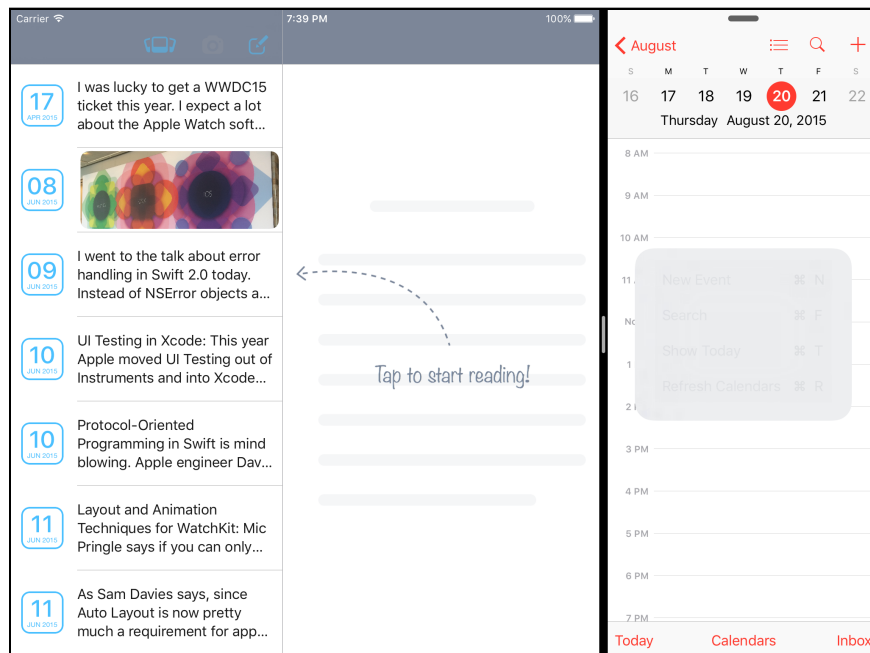 Carrier
7:39 PM
100%
17
APR 2015
I was lucky to get a WWDC15
ticket this year. I expect a lot
about the Apple Watch soft...
08
JUN 2015
09
JUN 2015
I went to the talk about error
handling in Swift 2.0 today.
Instead of NSError objects a...
10
JUN 2015
UI Testing in Xcode: This year
Apple moved UI Testing out of
Instruments and into Xcode...
10
JUN 2015
Protocol-Oriented
Programming in Swift is mind
blowing. Apple engineer Dav...
11
JUN 2015
Layout and Animation
Techniques for WatchKit: Mic
Pringle says if you can only...
11
JUN 2015
As Sam Davies says, since
Auto Layout is now pretty
much a requirement for app...
Tap to start reading!
August
S M T W T F S
16 17 18 19 20 21 22
Thursday August 20, 2015
8 AM
9 AM
10 AM
11
New Event ⌘ N
Search ⌘ F
Show Today ⌘ T
1
Refresh Calendars ⌘ R
2
3 PM
4 PM
5 PM
6 PM
7 PM
Today Calendars Inbox